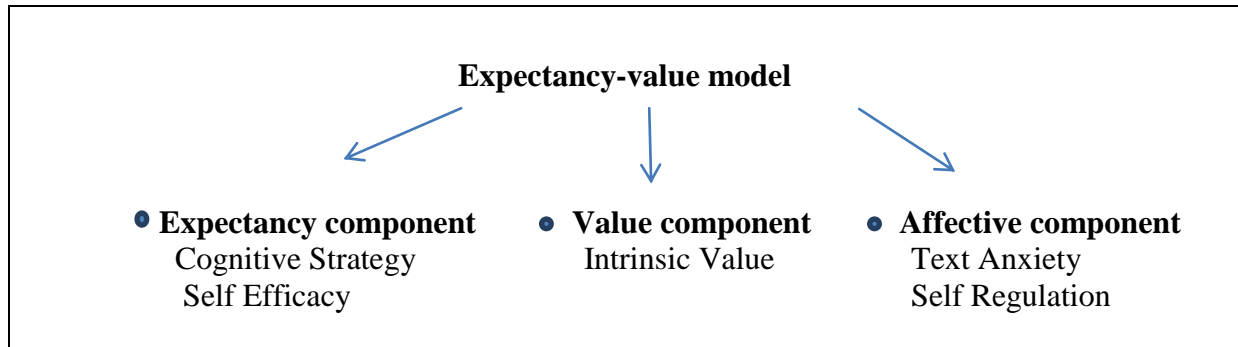 Expectancy-value model
Expectancy component
Cognitive Strategy
Self Efficacy
Value component
Intrinsic Value
Affective component
Text Anxiety
Self Regulation